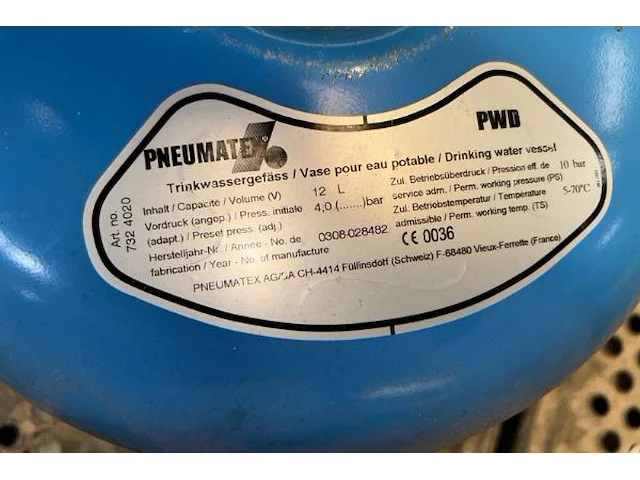 PNEUMATEX
PWD
Trinkwassergefäss / Vase pour eau potable / Drinking water vessel
Art. no.
732 4020
Inhalt / Capacité / Volume (V) 12 L
Vordruck (angep.) / Press. initiale 4,0 (......)bar
(adapt.) / Preset press. (adj.)
Herstelljahr-Nr. / Année - No. de 0308-028482
fabrication / Year - No. of manufacture
Zul. Betriebsüberdruck / Pression eff. de 10 bar
service adm. / Perm. working pressure (PS)
Zul. Betriebstemperatur / Température 5-70°C
admissible / Perm. working temp. (TS)
CE 0036
PNEUMATEX AG/SA CH-4414 Füllinsdorf (Schweiz) F-68480 Vieux-Ferrette (France)